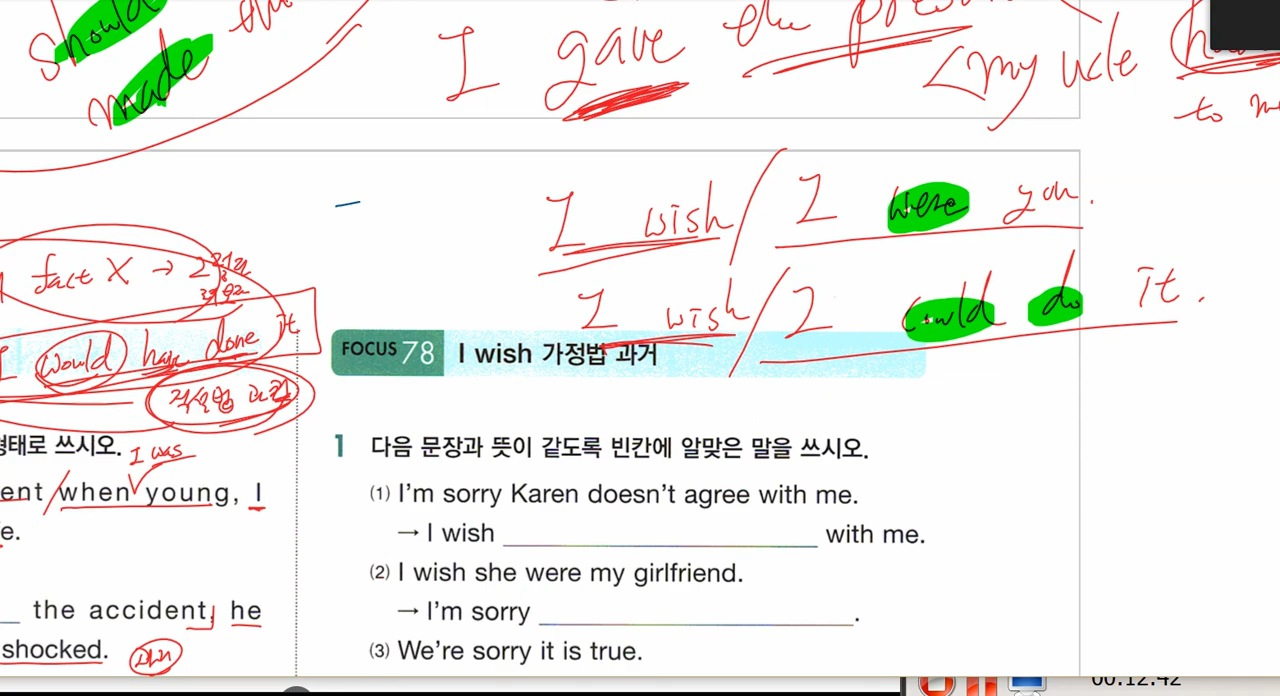 should
made
I gave the
my
to me
I wish / I were you.
I wish / I could do it.
fact X →
would have done it
FOCUS 78 I wish 가정법 과거
형태로 쓰시오.
I was
ent when young, I
e.
the accident, he
shocked.
1 다음 문장과 뜻이 같도록 빈칸에 알맞은 말을 쓰시오.
(1) I'm sorry Karen doesn't agree with me.
→ I wish ____ with me.
(2) I wish she were my girlfriend.
→ I'm sorry ____.
(3) We're sorry it is true.
00:12:42